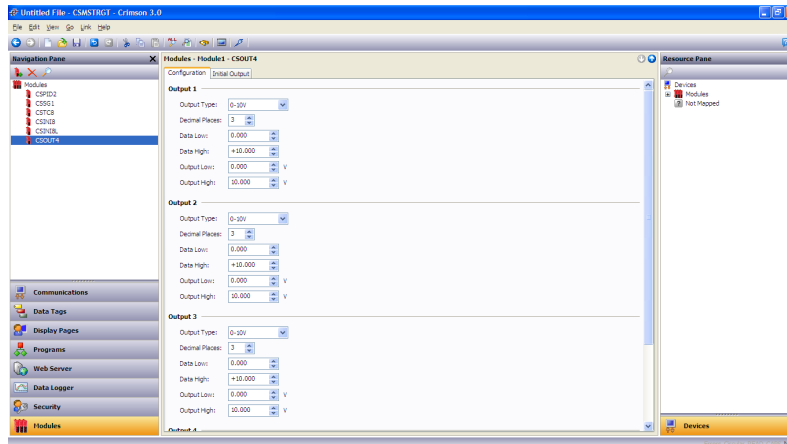 Untitled File - CSMSTRGT - Crimson 3.0
File Edit View Go Link Help
Navigation Pane
Modules
CSPID2
CSSG1
CSTC8
CSINI8
CSINI8L
CSOUT4
Communications
Data Tags
Display Pages
Programs
Web Server
Data Logger
Security
Modules
Modules - Module1 - CSOUT4
Configuration Initial Output
Output 1
Output Type: 0-10V
Decimal Places: 3
Data Low: 0.000
Data High: +10.000
Output Low: 0.000 V
Output High: 10.000 V
Output 2
Output Type: 0-10V
Decimal Places: 3
Data Low: 0.000
Data High: +10.000
Output Low: 0.000 V
Output High: 10.000 V
Output 3
Output Type: 0-10V
Decimal Places: 3
Data Low: 0.000
Data High: +10.000
Output Low: 0.000 V
Output High: 10.000 V
Output 4
Resource Pane
Devices
Modules
Not Mapped
Devices